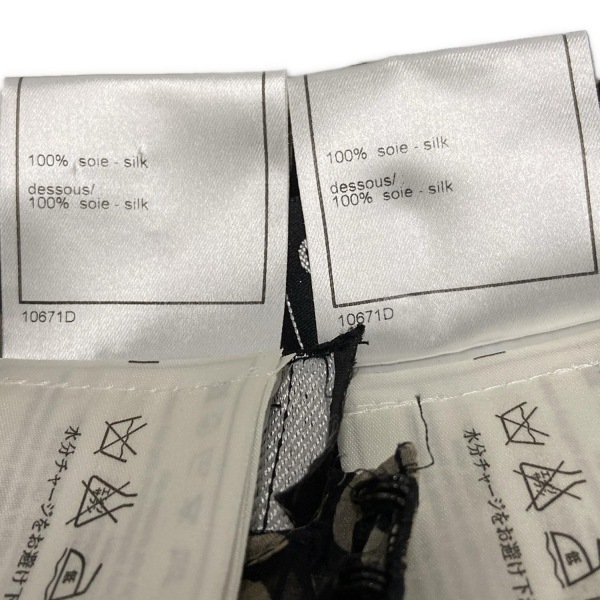 100% soie - silk
dessous/
100% soie - silk
10671D
100% soie - silk
dessous/
100% soie - silk
10671D
水分チャージをお避け下
低
水分チャージをお避け下
低